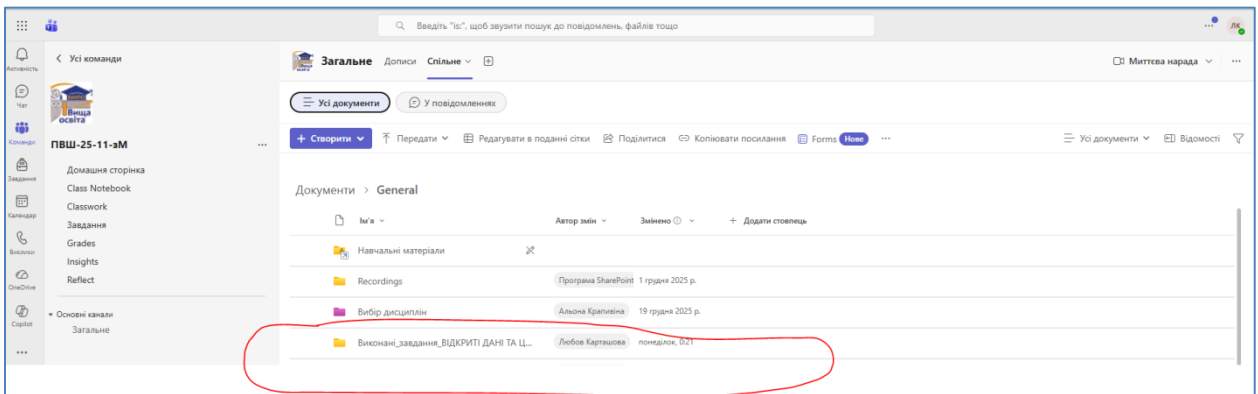 Введіть "is:", щоб звузити пошук до повідомлень, файлів тощо
ЛК
Активність
Чат
Команди
Завдання
Календар
Виклики
OneDrive
Copilot
Усі команди
Вища
освіта
ПВШ-25-11-зМ
Домашня сторінка
Class Notebook
Classwork
Завдання
Grades
Insights
Reflect
Основні канали
Загальне
Загальне Дописи Спільне
Миттєва нарада
Усі документи У повідомленнях
+ Створити Передати Редагувати в поданні сітки Поділитися Копіювати посилання Forms Нове ... Усі документи Відомості
Документи > General
Ім'я Автор змін Змінено + Додати стовпець
Навчальні матеріали
Recordings Програма SharePoint 1 грудня 2025 р.
Вибір дисциплін Альона Крапивіна 19 грудня 2025 р.
Виконані_завдання_ВІДКРИТІ ДАНІ ТА Ц... Любов Карташова понеділок, 0:21